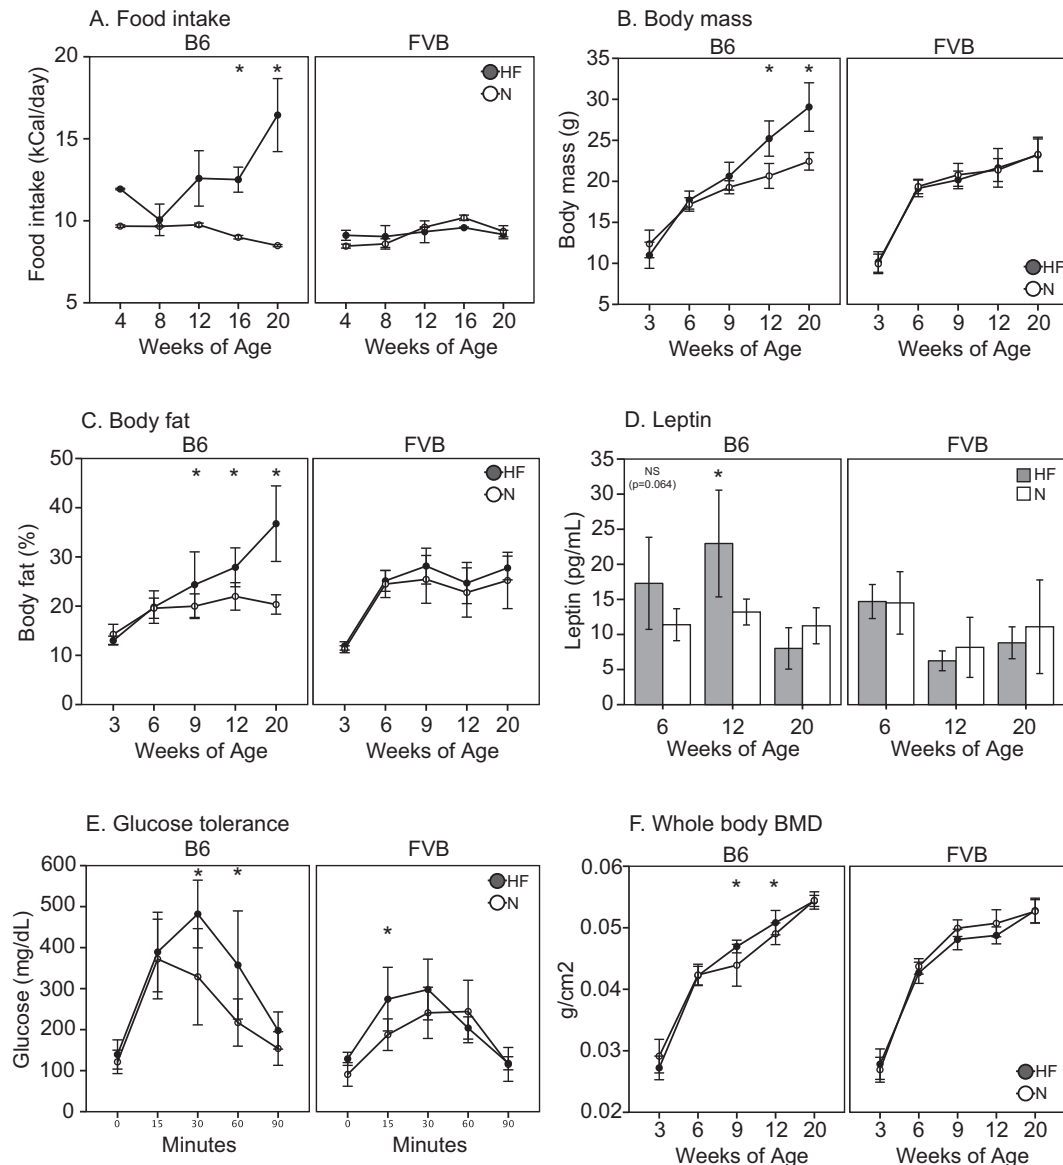 A. Food intake
B6 FVB
Food intake (kCal/day)
20
15
10
5
* *
HF
N
4 8 12 16 20 4 8 12 16 20
Weeks of Age Weeks of Age
B. Body mass
B6 FVB
Body mass (g)
35
30
25
20
15
10
5
* *
HF
N
3 6 9 12 20 3 6 9 12 20
Weeks of Age Weeks of Age
C. Body fat
B6 FVB
Body fat (%)
50
40
30
20
10
0
* * *
HF
N
3 6 9 12 20 3 6 9 12 20
Weeks of Age Weeks of Age
D. Leptin
B6 FVB
Leptin (pg/mL)
35
30
25
20
15
10
5
0
NS
(p=0.064)
*
HF
N
6 12 20 6 12 20
Weeks of Age Weeks of Age
E. Glucose tolerance
B6 FVB
Glucose (mg/dL)
600
500
400
300
200
100
0
* * *
HF
N
0 15 30 60 90 0 15 30 60 90
Minutes Minutes
F. Whole body BMD
B6 FVB
g/cm2
0.06
0.05
0.04
0.03
0.02
* *
HF
N
3 6 9 12 20 3 6 9 12 20
Weeks of Age Weeks of Age